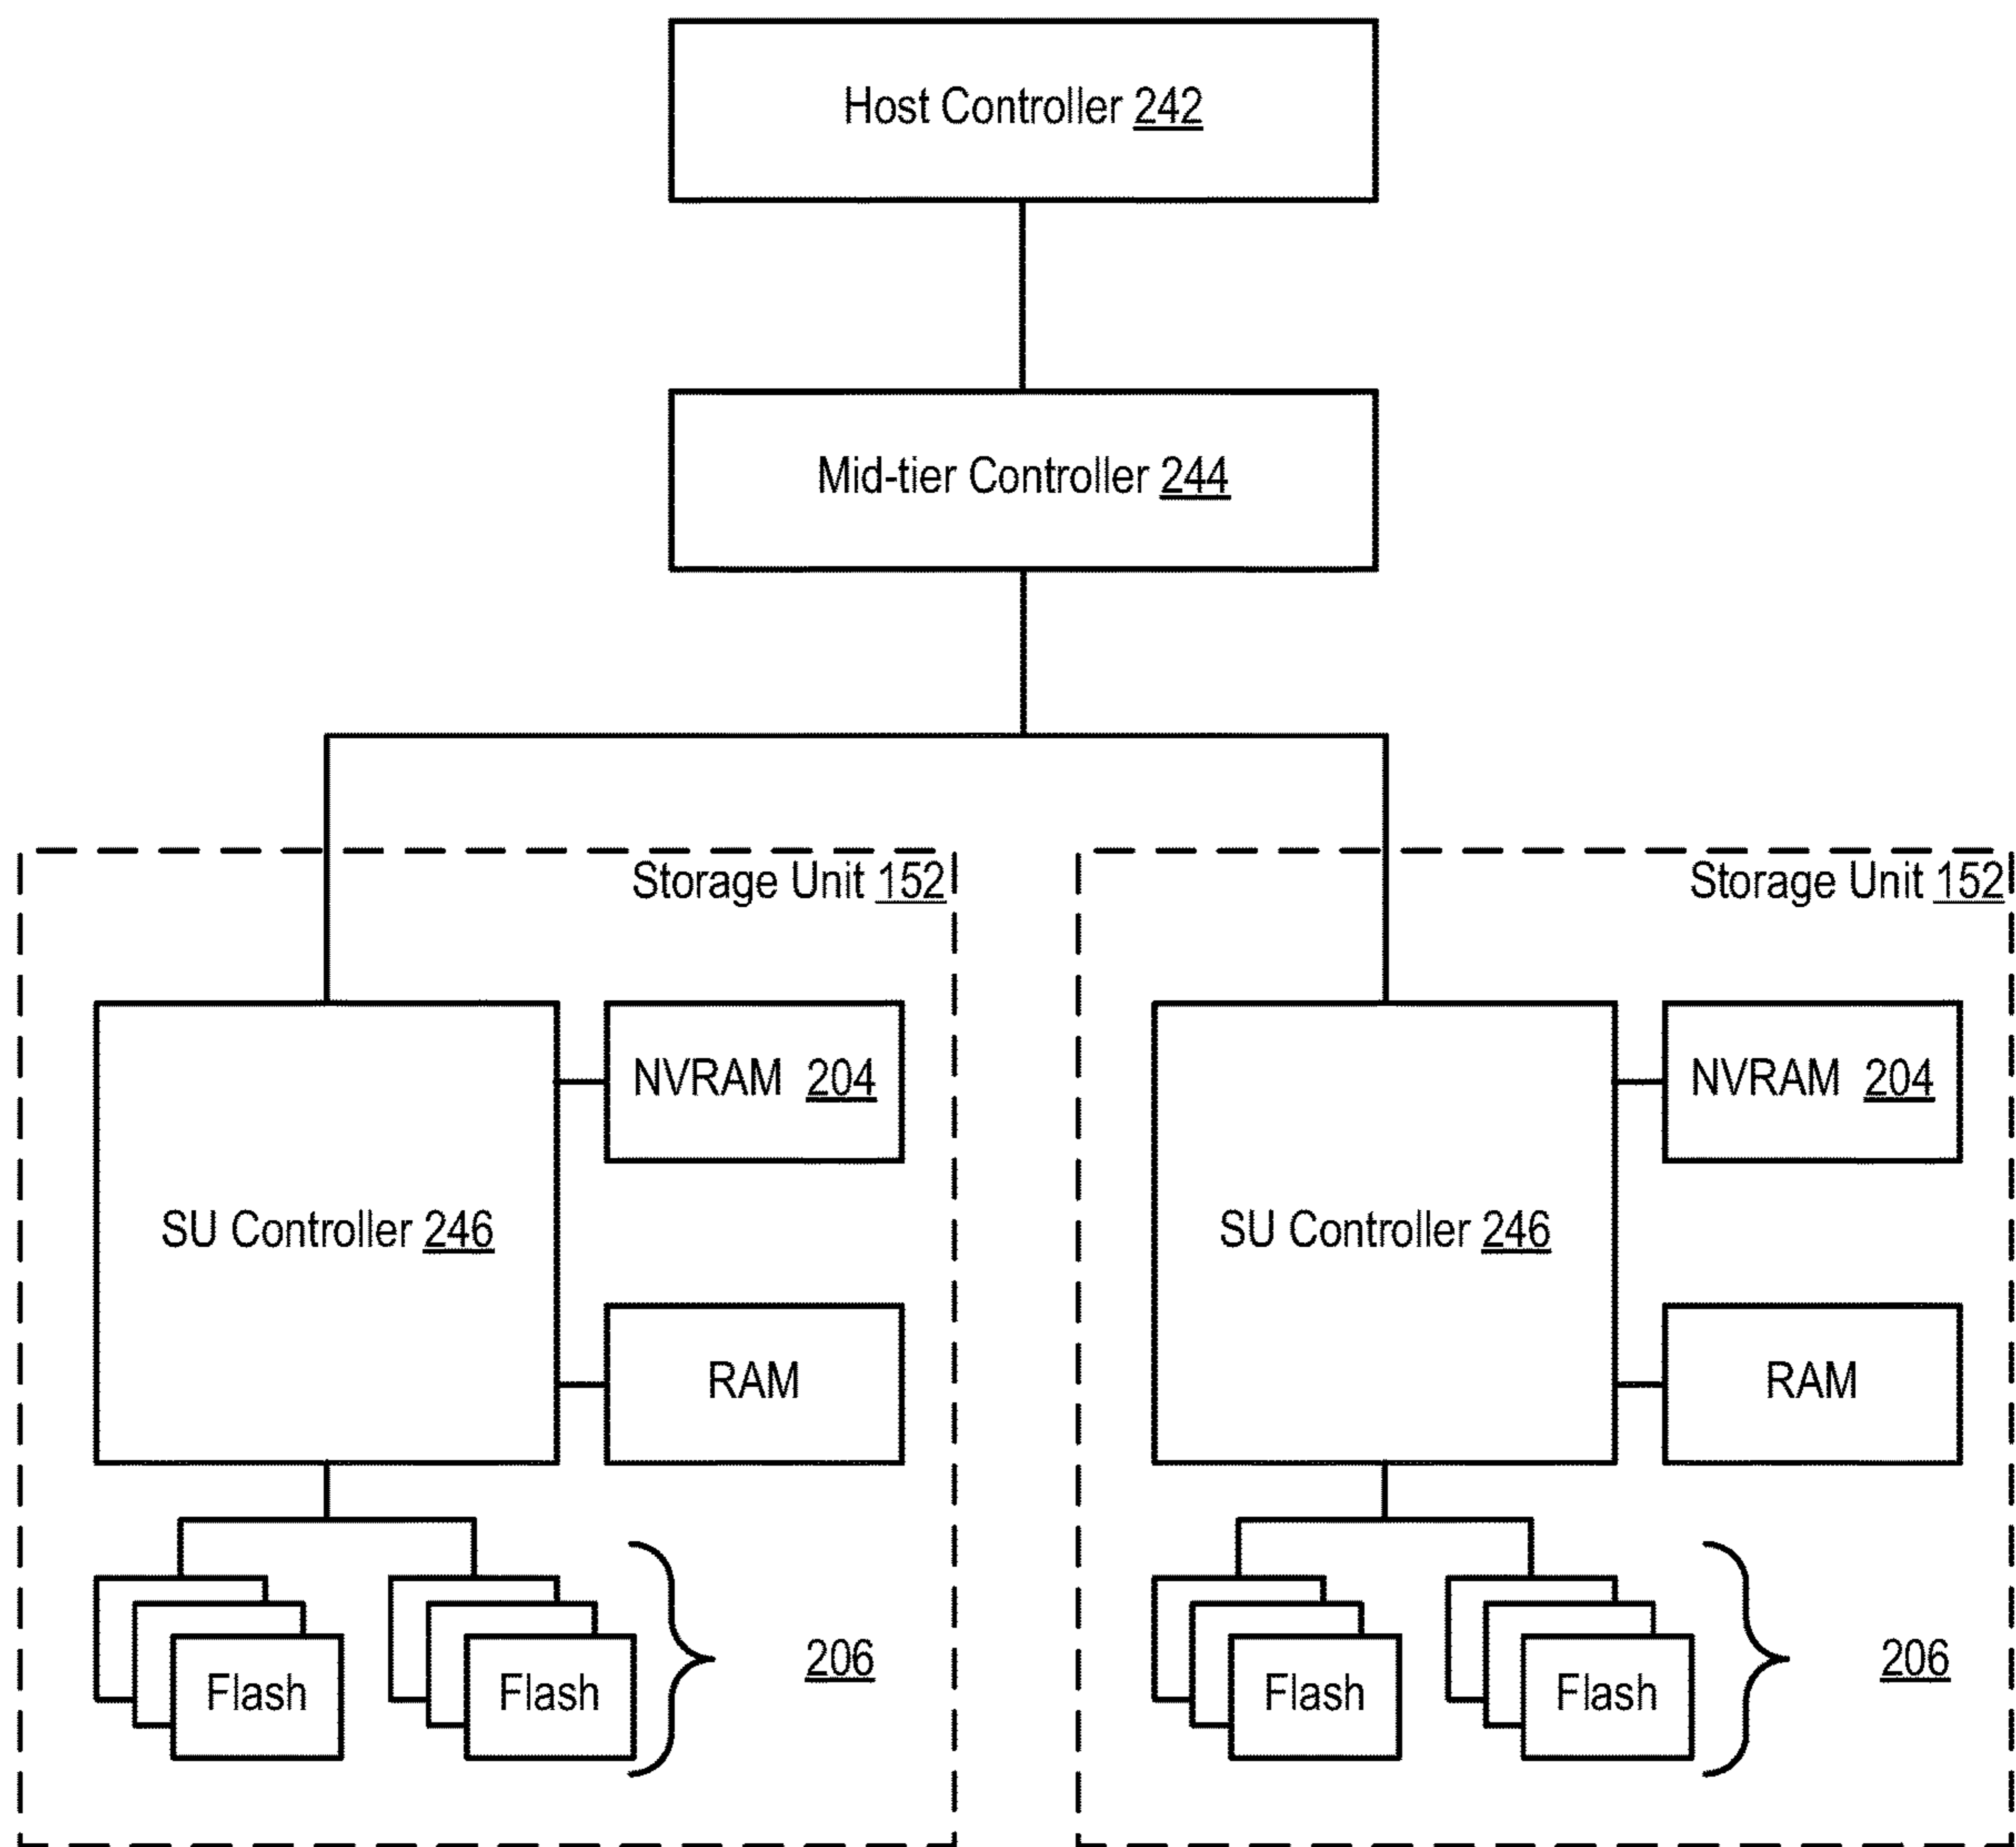 Host Controller 242
Mid-tier Controller 244
Storage Unit 152
NVRAM 204
SU Controller 246
RAM
Flash
Flash
206
Storage Unit 152
NVRAM 204
SU Controller 246
RAM
Flash
Flash
206